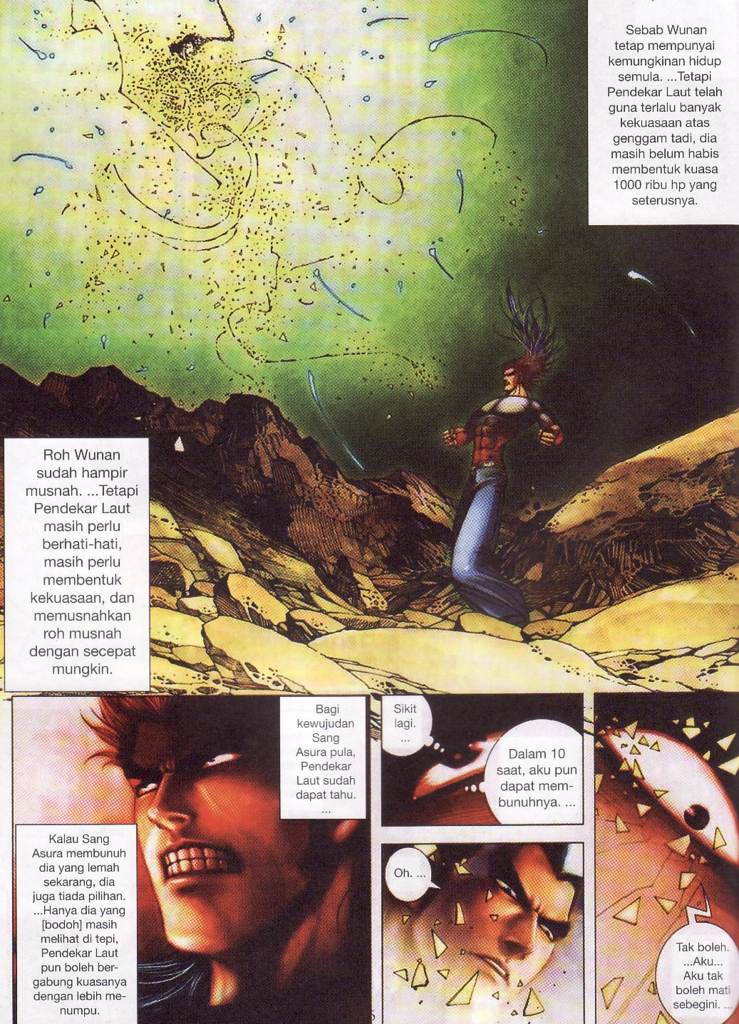 Sebab Wunan
tetap mempunyai
kemungkinan hidup
semula. ...Tetapi
Pendekar Laut telah
guna terlalu banyak
kekuasaan atas
genggam tadi, dia
masih belum habis
membentuk kuasa
1000 ribu hp yang
seterusnya.
Roh Wunan
sudah hampir
musnah. ...Tetapi
Pendekar Laut
masih perlu
berhati-hati,
masih perlu
membentuk
kekuasaan, dan
memusnahkan
roh musnah
dengan secepat
mungkin.
Bagi
kewujudan
Sang
Asura pula,
Pendekar
Laut sudah
dapat tahu.
...
Kalau Sang
Asura membunuh
dia yang lemah
sekarang, dia
juga tiada pilihan.
...Hanya dia yang
[bodoh] masih
melihat di tepi,
Pendekar Laut
pun boleh ber-
gabung kuasanya
dengan lebih me-
numpu.
Sikit
lagi.
...
Dalam 10
saat, aku pun
dapat mem-
bunuhnya. ...
Oh. ...
Tak boleh.
...Aku...
Aku tak
boleh mati
sebegini. ...